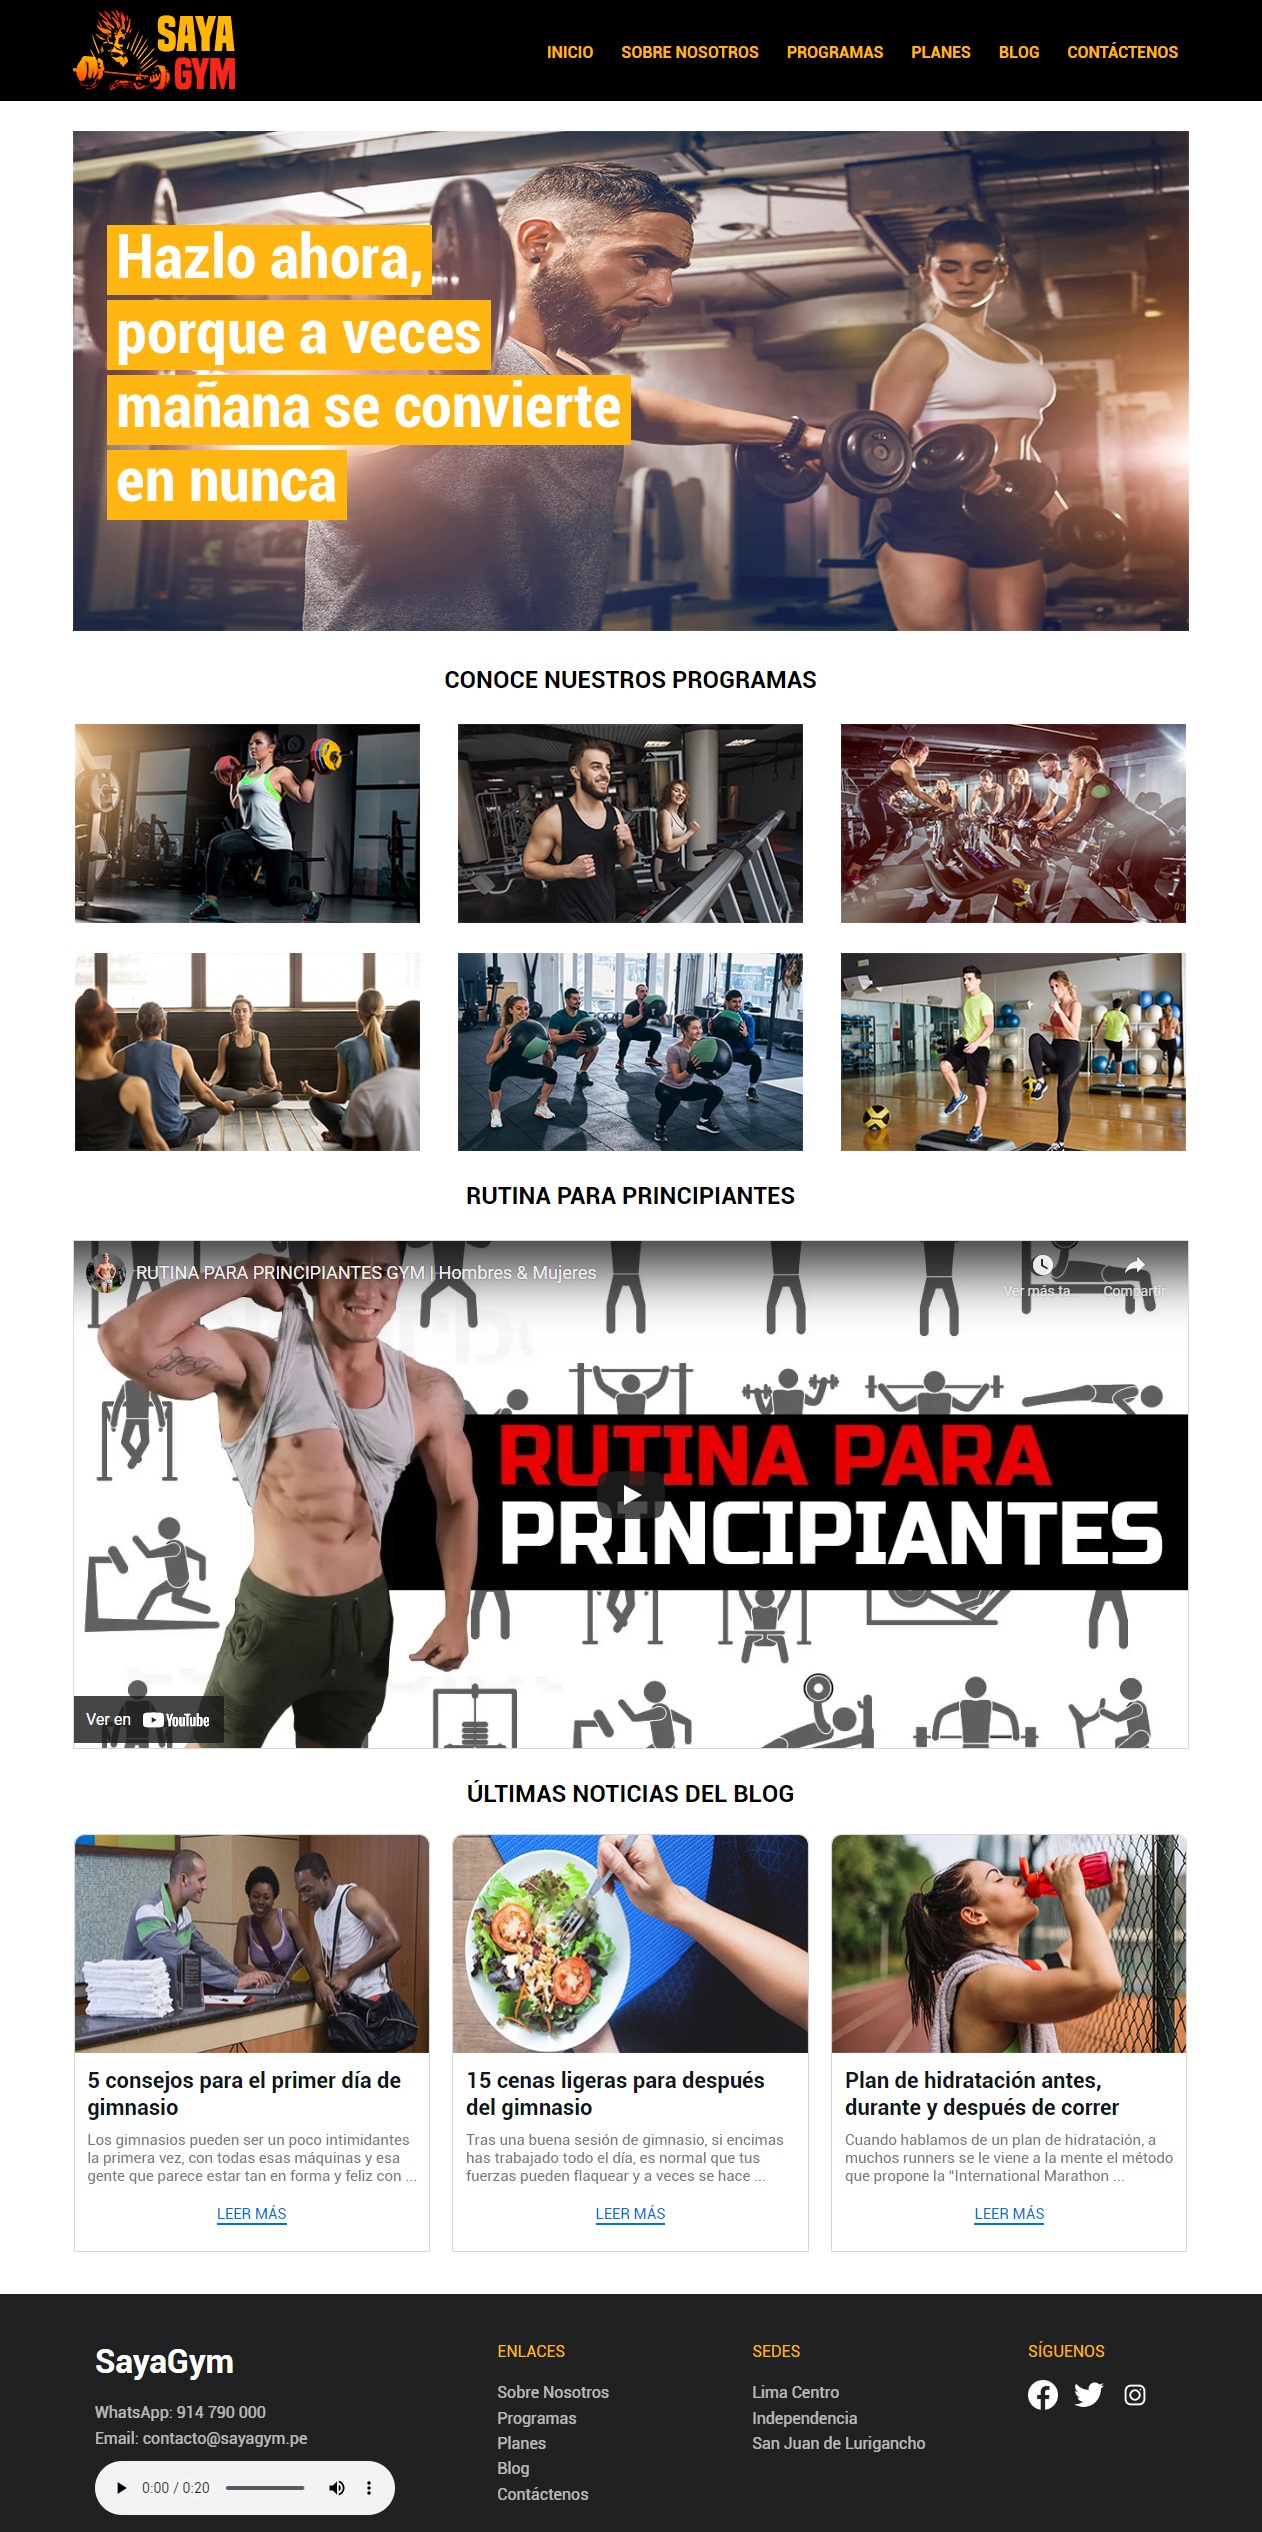 SAYA
GYM
INICIO SOBRE NOSOTROS PROGRAMAS PLANES BLOG CONTÁCTENOS
Hazlo ahora,
porque a veces
mañana se convierte
en nunca
CONOCE NUESTROS PROGRAMAS
03
RUTINA PARA PRINCIPIANTES
RUTINA PARA PRINCIPIANTES GYM | Hombres & Mujeres
Ver más ta... Compartir
RUTINA PARA
PRINCIPIANTES
Ver en YouTube
ÚLTIMAS NOTICIAS DEL BLOG
5 consejos para el primer día de
gimnasio
Los gimnasios pueden ser un poco intimidantes
la primera vez, con todas esas máquinas y esa
gente que parece estar tan en forma y feliz con ...
LEER MÁS
15 cenas ligeras para después
del gimnasio
Tras una buena sesión de gimnasio, si encimas
has trabajado todo el día, es normal que tus
fuerzas pueden flaquear y a veces se hace ...
LEER MÁS
Plan de hidratación antes,
durante y después de correr
Cuando hablamos de un plan de hidratación, a
muchos runners se le viene a la mente el método
que propone la “International Marathon ...
LEER MÁS
SayaGym
WhatsApp: 914 790 000
Email: contacto@sayagym.pe
0:00 / 0:20
ENLACES
Sobre Nosotros
Programas
Planes
Blog
Contáctenos
SEDES
Lima Centro
Independencia
San Juan de Lurigancho
SÍGUENOS